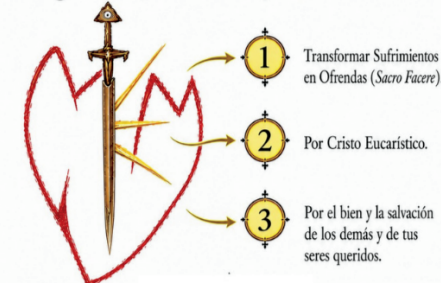 1
Transformar Sufrimientos
en Ofrendas (Sacro Facere)
2
Por Cristo Eucarístico.
3
Por el bien y la salvación
de los demás y de tus
seres queridos.